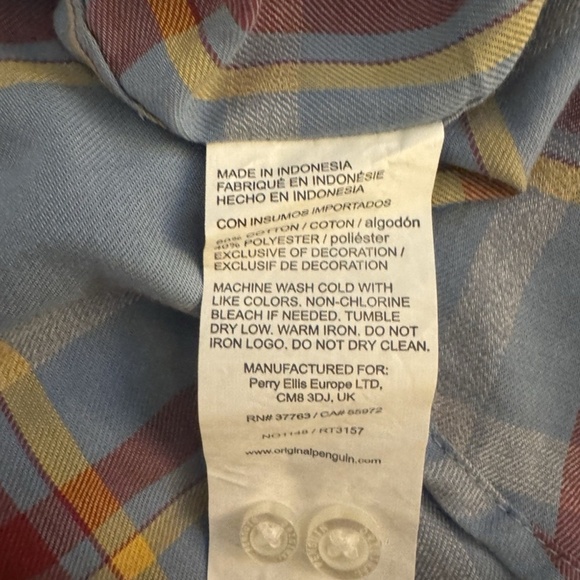 MADE IN INDONESIA
FABRIQUÉ EN INDONÉSIE
HECHO EN INDONESIA
CON INSUMOS IMPORTADOS
60% COTTON / COTON / algodón
40% POLYESTER / poliéster
EXCLUSIVE OF DECORATION /
EXCLUSIF DE DECORATION
MACHINE WASH COLD WITH
LIKE COLORS. NON-CHLORINE
BLEACH IF NEEDED. TUMBLE
DRY LOW. WARM IRON. DO NOT
IRON LOGO. DO NOT DRY CLEAN.
MANUFACTURED FOR:
Perry Ellis Europe LTD,
CM8 3DJ, UK
RN# 37763 / CA# 55972
NO1148 / RT3157
www.originalpenguin.com